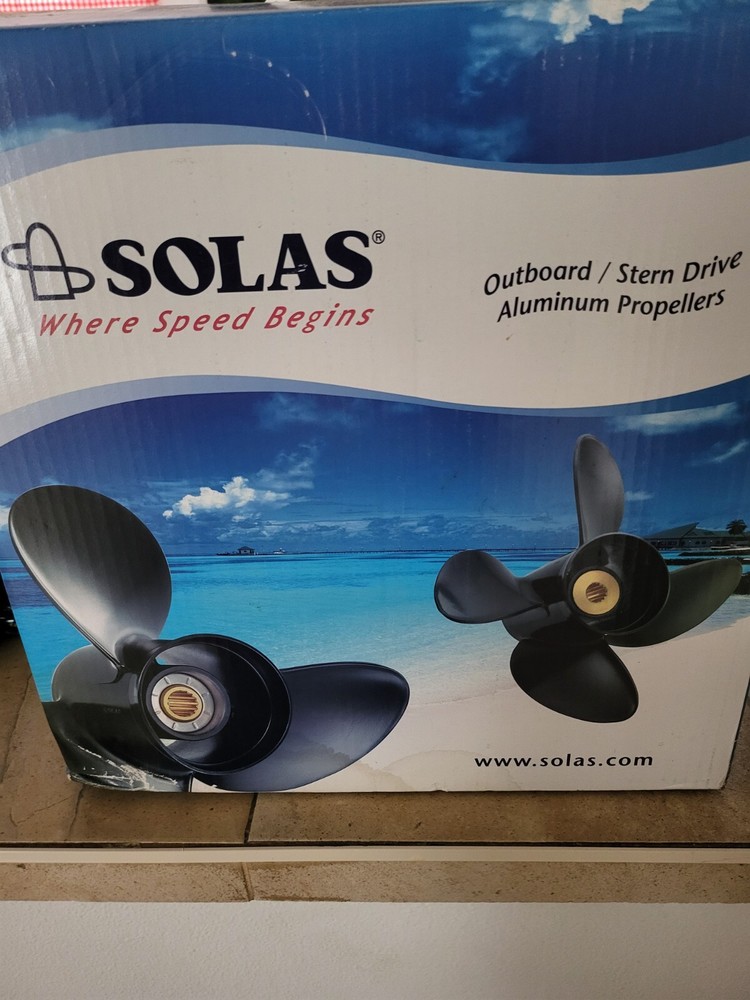 SOLAS®
Where Speed Begins
Outboard / Stern Drive
Aluminum Propellers
www.solas.com